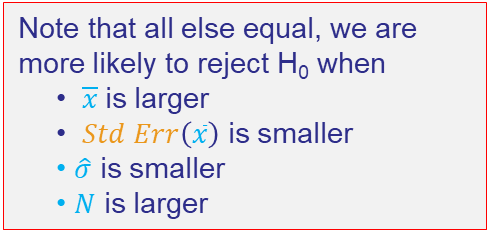 Note that all else equal, we are
more likely to reject H₀ when
• x̅ is larger
• Std Err(x̅) is smaller
• σ̂ is smaller
• N is larger